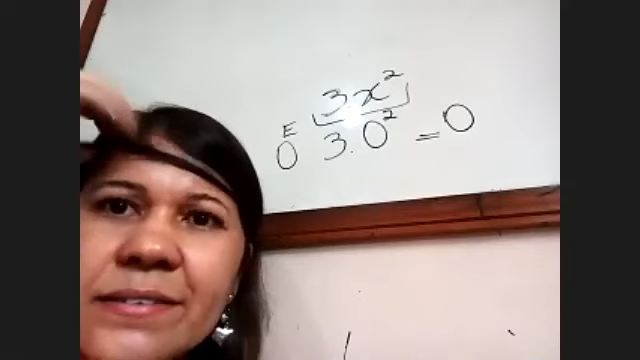 3x²
0 E 3.0² = 0